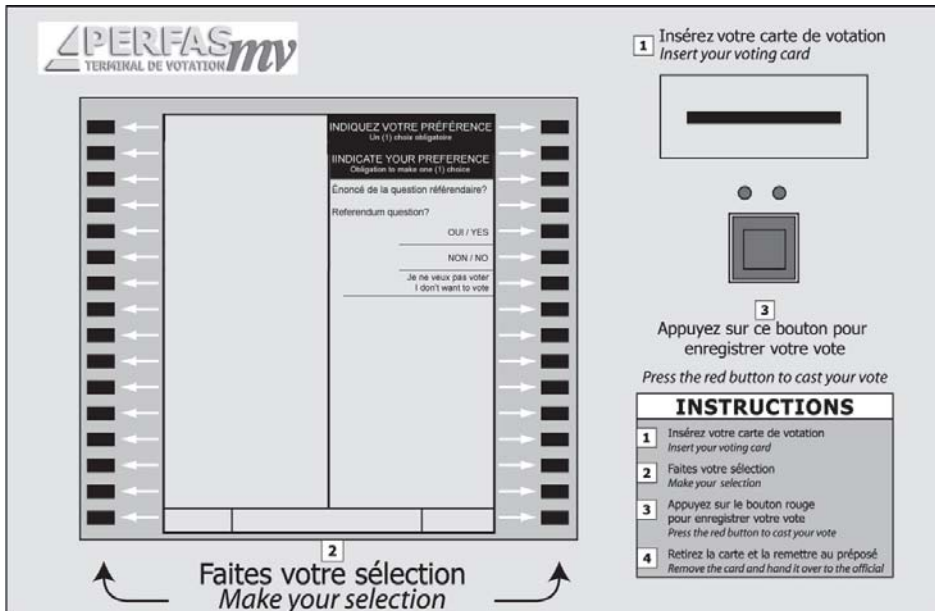 PERFAS mv
TERMINAL DE VOTATION
INDIQUEZ VOTRE PRÉFÉRENCE
Un (1) choix obligatoire
IINDICATE YOUR PREFERENCE
Obligation to make one (1) choice
Énoncé de la question référendaire?
Referendum question?
OUI / YES
NON / NO
Je ne veux pas voter
I don't want to vote
2
Faites votre sélection
Make your selection
1 Insérez votre carte de votation
Insert your voting card
3
Appuyez sur ce bouton pour
enregistrer votre vote
Press the red button to cast your vote
INSTRUCTIONS
1 Insérez votre carte de votation
Insert your voting card
2 Faites votre sélection
Make your selection
3 Appuyez sur le bouton rouge
pour enregistrer votre vote
Press the red button to cast your vote
4 Retirez la carte et la remettre au préposé
Remove the card and hand it over to the official